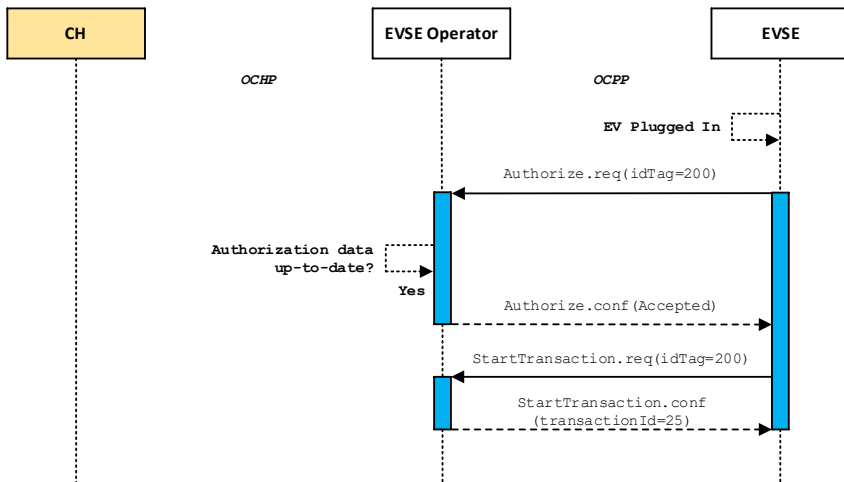 CH
EVSE Operator
EVSE
OCHP
OCPP
EV Plugged In
Authorize.req(idTag=200)
Authorization data
up-to-date?
Yes
Authorize.conf(Accepted)
StartTransaction.req(idTag=200)
StartTransaction.conf
(transactionId=25)